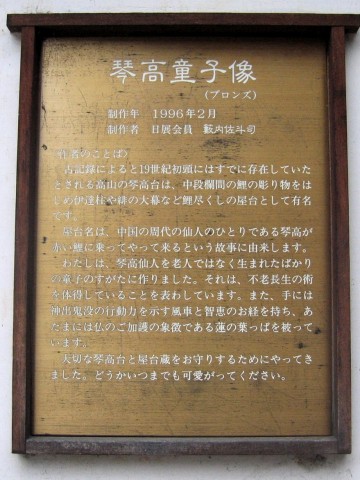 琴高童子像
(ブロンズ)
制作年 1996年2月
制作者 日展会員 籔内佐斗司
〈作者のことば〉
古記録によると19世紀初頭にはすでに存在していた
とされる高山の琴高台は、中段欄間の鯉の彫り物をは
じめ伊達柱や緋の大幕など鯉尽くしの屋台として有名
です。
屋台名は、中国の周代の仙人のひとりである琴高が
赤い鯉に乗ってやって来るという故事に由来します。
わたしは、琴高仙人を老人ではなく生まれたばかり
の童子のすがたに作りました。それは、不老長生の術
を体得していることを表わしています。また、手には
神出鬼没の行動力を示す風車と智恵のお経を持ち、あ
たまには仏のご加護の象徴である蓮の葉っぱを被って
います。
大切な琴高台と屋台蔵をお守りするためにやってき
ました。どうかいつまでも可愛がってください。